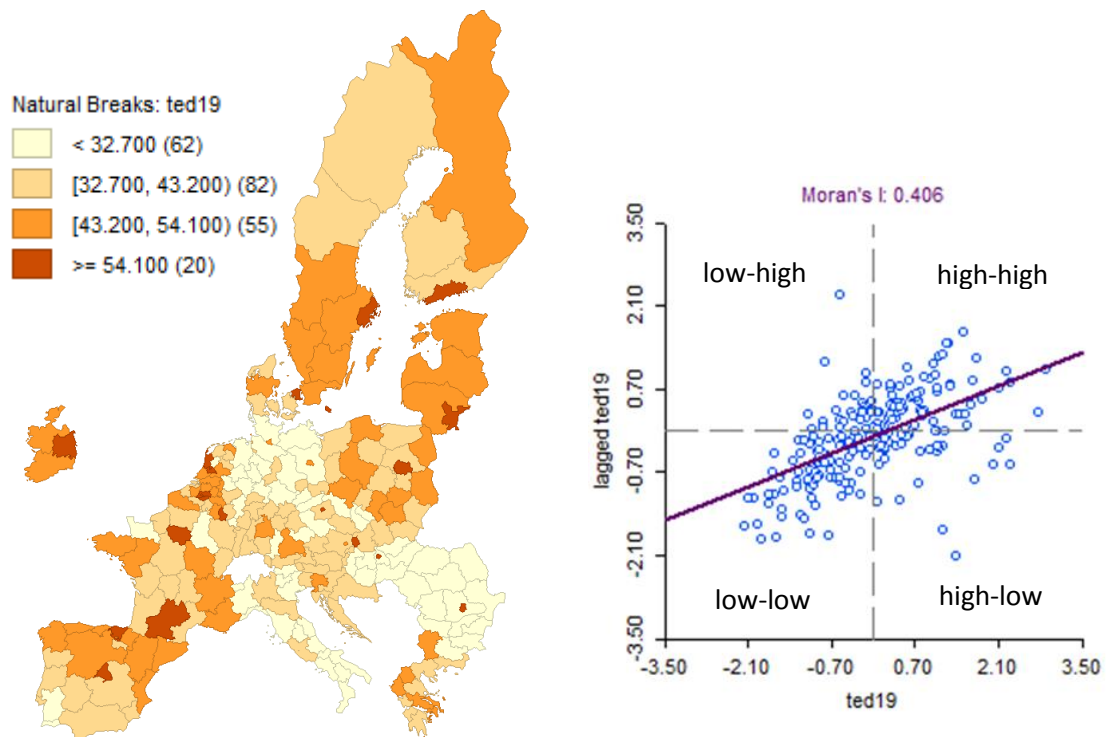 Natural Breaks: ted19
< 32.700 (62)
[32.700, 43.200) (82)
[43.200, 54.100) (55)
>= 54.100 (20)
Moran's I: 0.406
3.50
2.10
0.70
-0.70
-2.10
-3.50
lagged ted19
low-high
high-high
low-low
high-low
-3.50
-2.10
-0.70
0.70
2.10
3.50
ted19